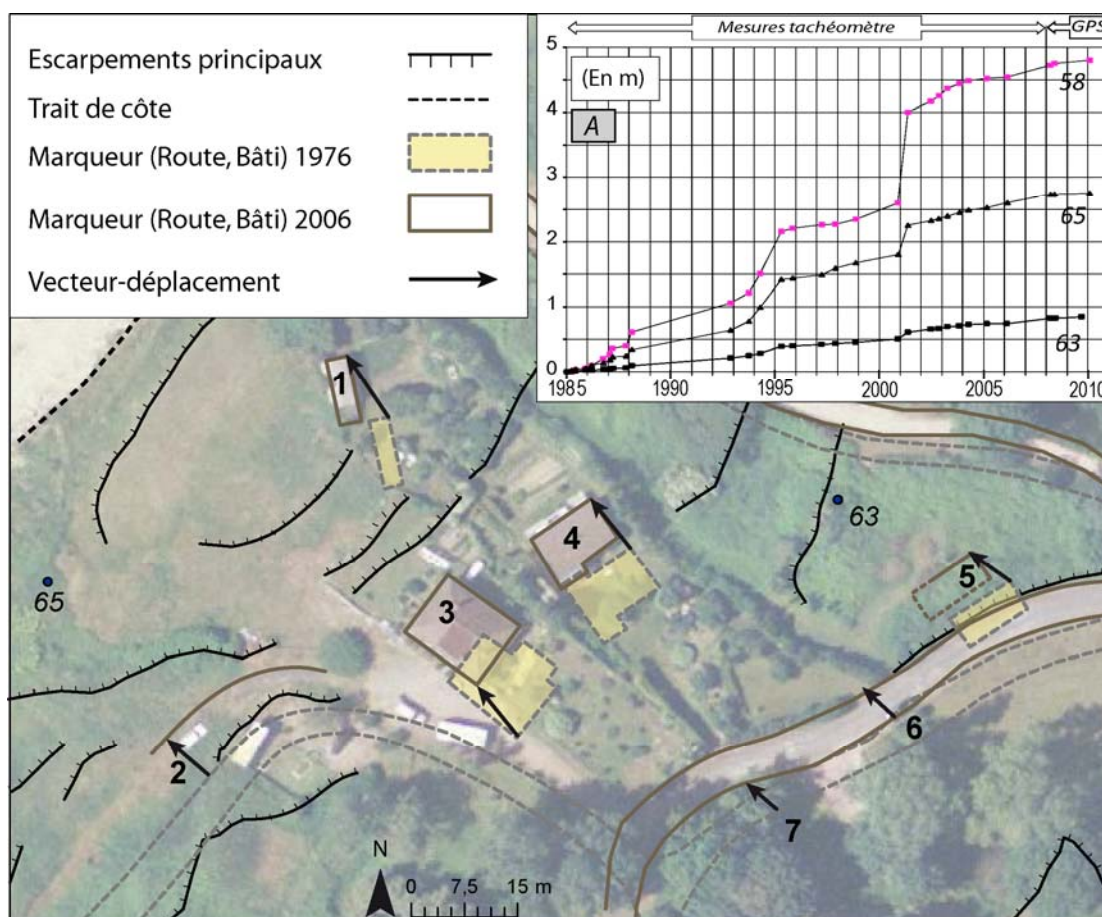 Escarpements principaux
Trait de côte
Marqueur (Route, Bâti) 1976
Marqueur (Route, Bâti) 2006
Vecteur-déplacement
Mesures tachéomètre
GPS
5
(En m)
58
4
A
3
65
2
1
63
0
1985 1990 1995 2000 2005 2010
1
63
4
5
65
3
6
2
7
N
0 7,5 15 m